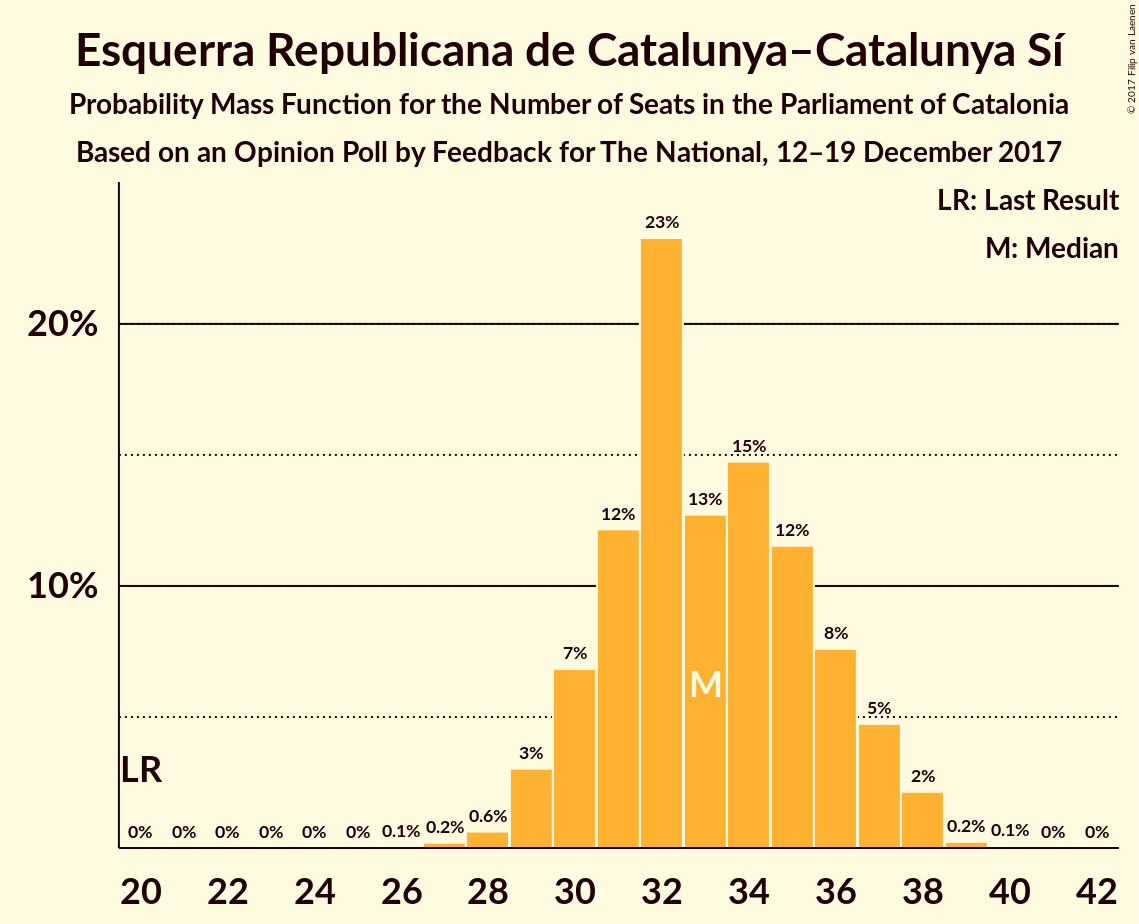 Esquerra Republicana de Catalunya–Catalunya Sí
Probability Mass Function for the Number of Seats in the Parliament of Catalonia
Based on an Opinion Poll by Feedback for The National, 12–19 December 2017
© 2017 Filip van Laenen
LR: Last Result
M: Median
23%
20%
15%
13%
12%
12%
10%
8%
7%
M
5%
3%
LR
2%
0% 0% 0% 0% 0% 0% 0.1% 0.2% 0.6% 0.2% 0.1% 0% 0%
20 22 24 26 28 30 32 34 36 38 40 42